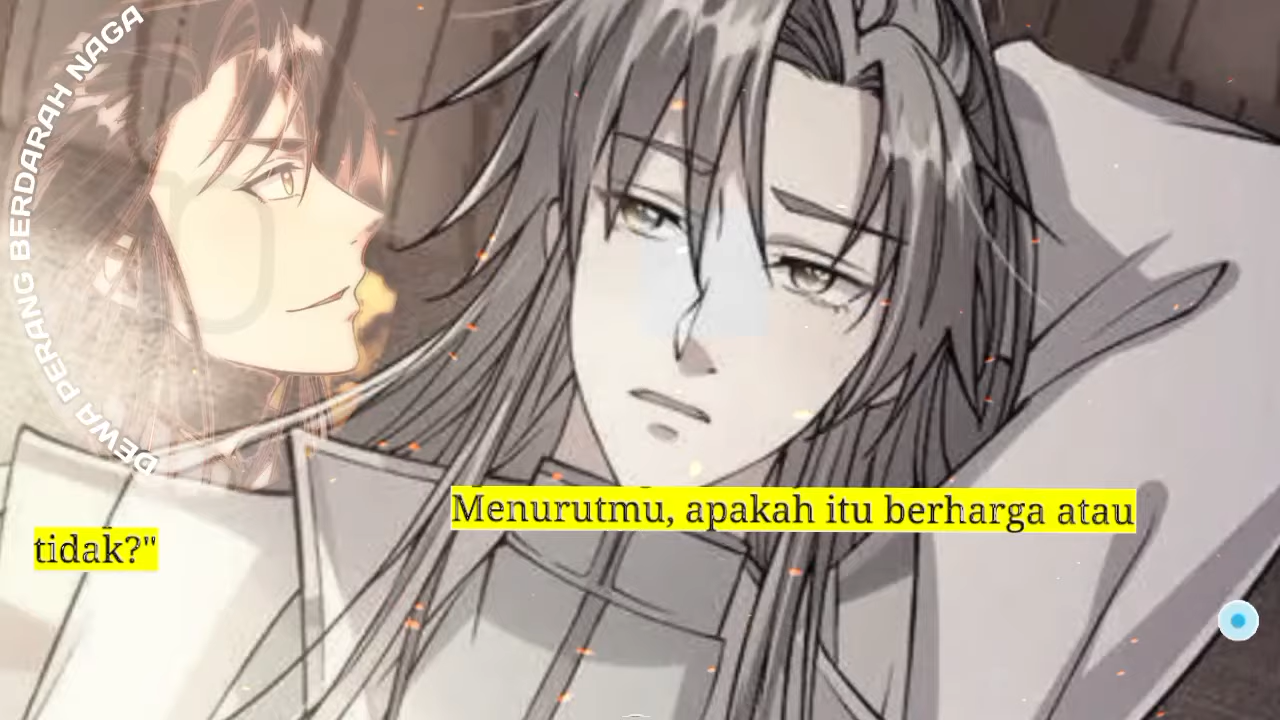 DEWA PERANG BERDARAH NAGA
Menurutmu, apakah itu berharga atau
tidak?"